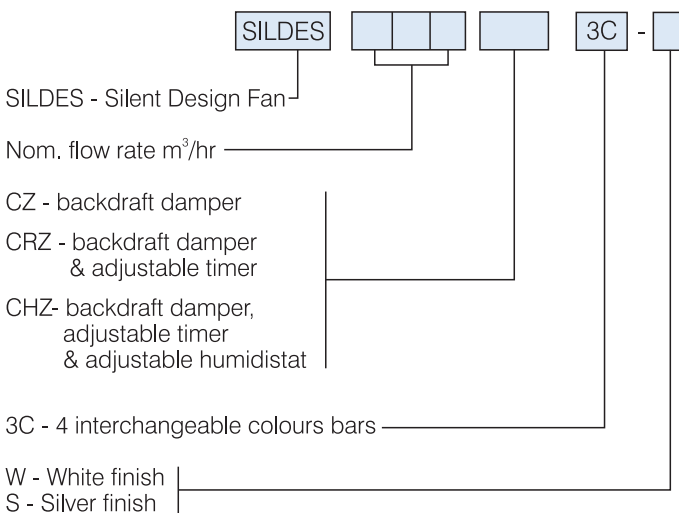 SILDES 3C -
SILDES - Silent Design Fan
Nom. flow rate m³/hr
CZ - backdraft damper
CRZ - backdraft damper
& adjustable timer
CHZ- backdraft damper,
adjustable timer
& adjustable humidistat
3C - 4 interchangeable colours bars
W - White finish
S - Silver finish